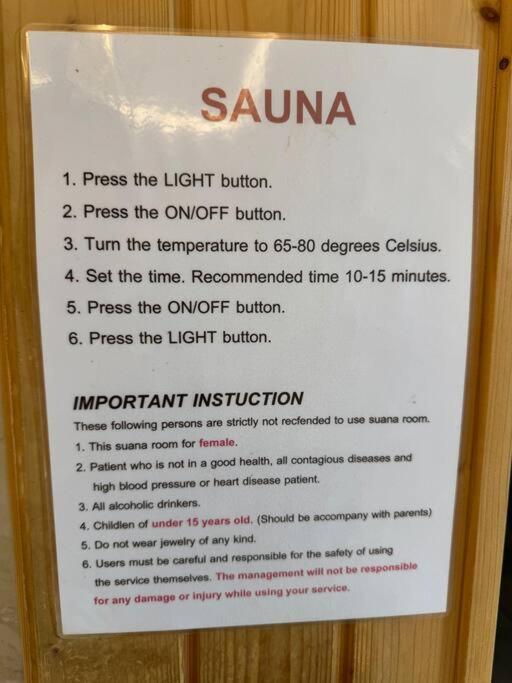 SAUNA
1. Press the LIGHT button.
2. Press the ON/OFF button.
3. Turn the temperature to 65-80 degrees Celsius.
4. Set the time. Recommended time 10-15 minutes.
5. Press the ON/OFF button.
6. Press the LIGHT button.
IMPORTANT INSTUCTION
These following persons are strictly not recfended to use suana room.
1. This suana room for female.
2. Patient who is not in a good health, all contagious diseases and
high blood pressure or heart disease patient.
3. All alcoholic drinkers.
4. Childlen of under 15 years old. (Should be accompany with parents)
5. Do not wear jewelry of any kind.
6. Users must be careful and responsible for the safety of using
the service themselves. The management will not be responsible
for any damage or injury while using your service.